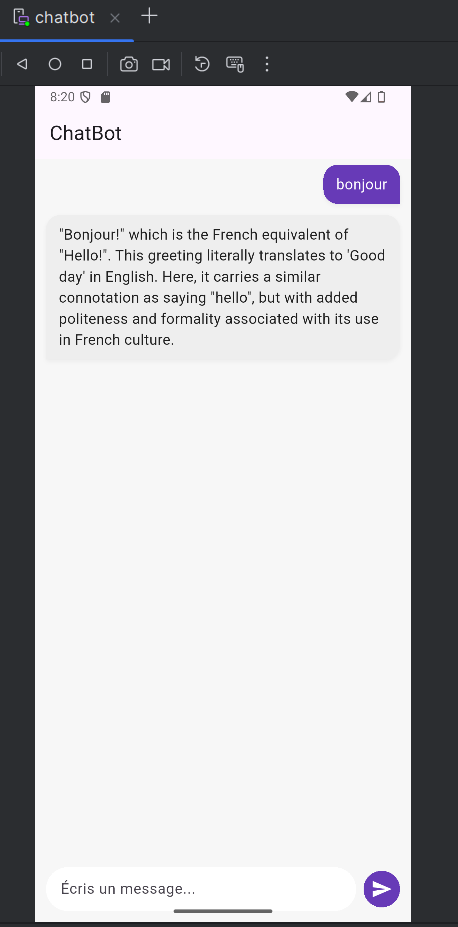 chatbot
8:20
ChatBot
bonjour
"Bonjour!" which is the French equivalent of
"Hello!". This greeting literally translates to 'Good
day' in English. Here, it carries a similar
connotation as saying "hello", but with added
politeness and formality associated with its use
in French culture.
Écris un message...